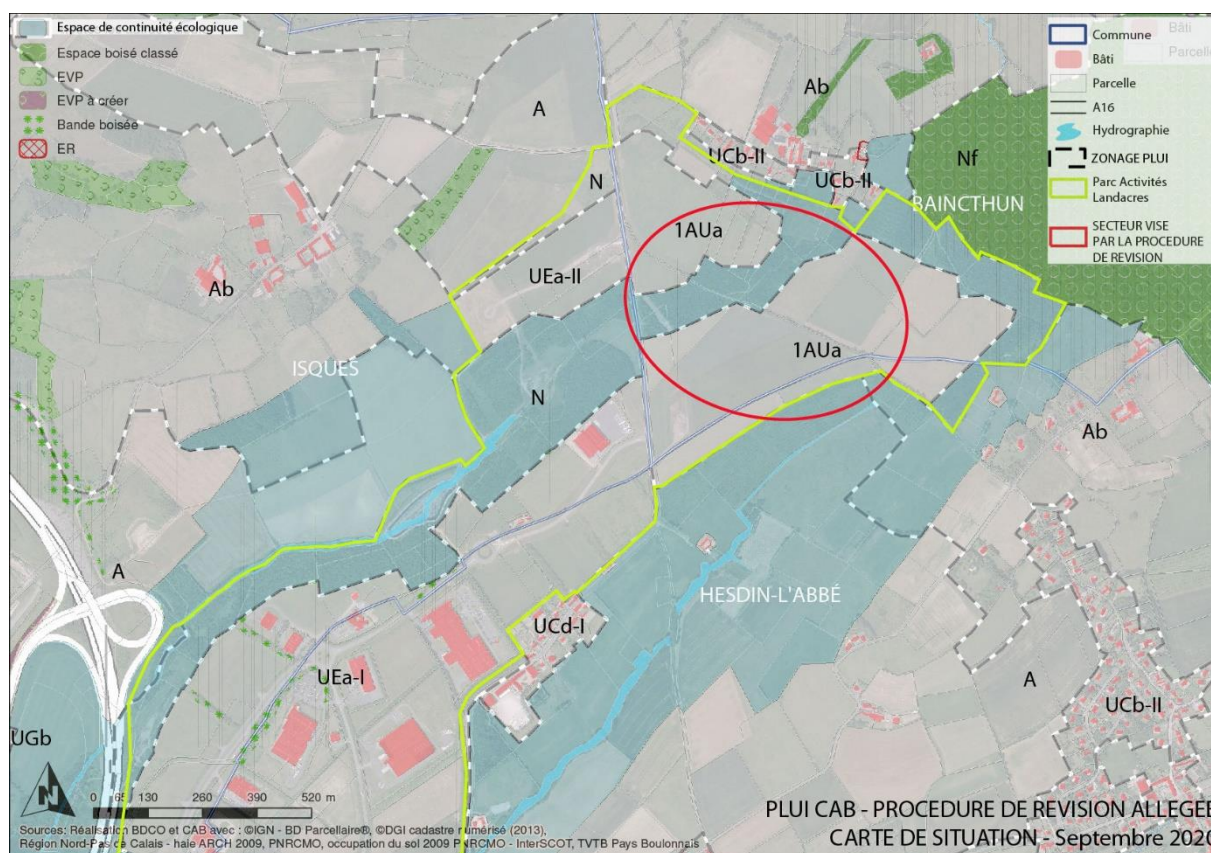 Espace de continuité écologique
Espace boisé classé
EVP
EVP à créer
Bande boisée
ER
Commune
Bâti
Parcelle
A16
Hydrographie
ZONAGE PLUI
Parc Activités
Landacres
SECTEUR VISE
PAR LA PROCEDURE
DE REVISION
Bâti
Parcelle
Ab
A
UCb-II
Nf
N
UCb-II
BAINCTHUN
1AUa
UEa-II
Ab
1AUa
ISQUES
N
Ab
A
HESDIN-L'ABBÉ
UCd-I
UEa-I
A
UCb-II
UGb
N
0 65 130 260 390 520 m
PLUI CAB - PROCEDURE DE REVISION ALLEGEE
CARTE DE SITUATION - Septembre 2020
Sources: Réalisation BDCO et CAB avec : ©IGN - BD Parcellaire®, ©DGI cadastre numérisé (2013),
Région Nord-Pas de Calais - haie ARCH 2009, PNRCMO, occupation du sol 2009 PNRCMO - InterSCOT, TVTB Pays Boulonnais